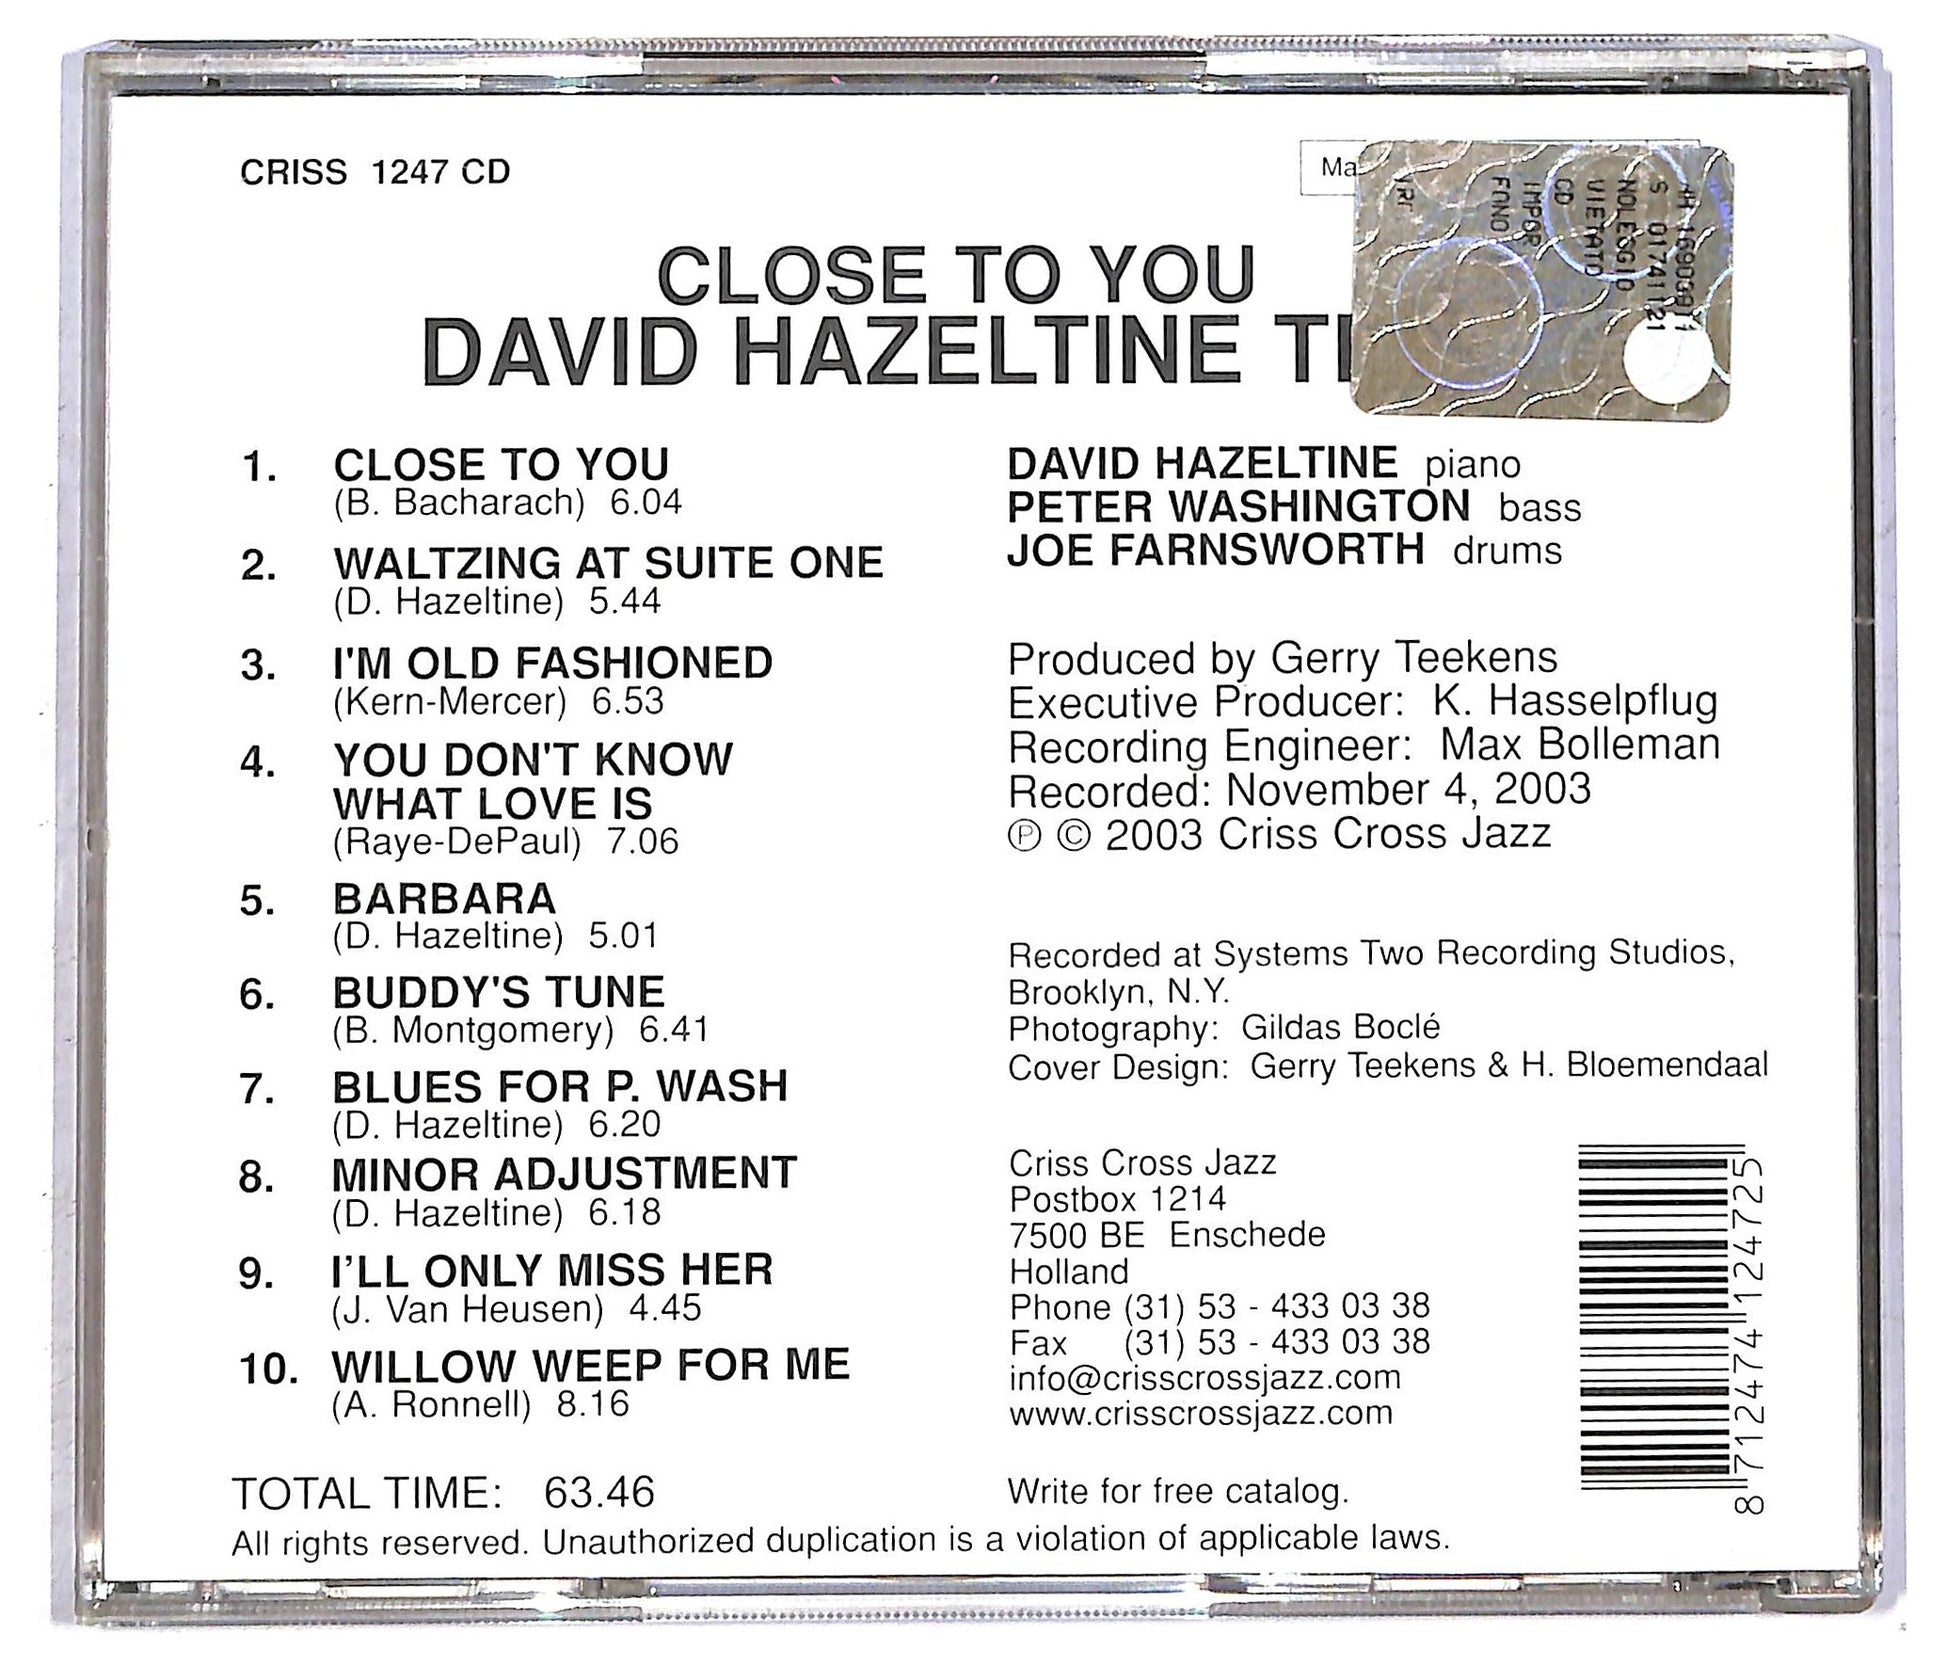 CRISS 1247 CD
CLOSE TO YOU
DAVID HAZELTINE
1. CLOSE TO YOU
(B. Bacharach) 6.04
2. WALTZING AT SUITE ONE
(D. Hazeltine) 5.44
3. I'M OLD FASHIONED
(Kern-Mercer) 6.53
4. YOU DON'T KNOW
WHAT LOVE IS
(Raye-DePaul) 7.06
5. BARBARA
(D. Hazeltine) 5.01
6. BUDDY'S TUNE
(B. Montgomery) 6.41
7. BLUES FOR P. WASH
(D. Hazeltine) 6.20
8. MINOR ADJUSTMENT
(D. Hazeltine) 6.18
9. I'LL ONLY MISS HER
(J. Van Heusen) 4.45
10. WILLOW WEEP FOR ME
(A. Ronnell) 8.16
TOTAL TIME: 63.46
DAVID HAZELTINE piano
PETER WASHINGTON bass
JOE FARNSWORTH drums
Produced by Gerry Teekens
Executive Producer: K. Hasselpflug
Recording Engineer: Max Bolleman
Recorded: November 4, 2003
℗ © 2003 Criss Cross Jazz
Recorded at Systems Two Recording Studios,
Brooklyn, N.Y.
Photography: Gildas Boclé
Cover Design: Gerry Teekens & H. Bloemendaal
Criss Cross Jazz
Postbox 1214
7500 BE Enschede
Holland
Phone (31) 53 - 433 03 38
Fax (31) 53 - 433 03 38
info@crisscrossjazz.com
www.crisscrossjazz.com
Write for free catalog.
All rights reserved. Unauthorized duplication is a violation of applicable laws.
8 712474 124725
S 01741121
NOLEGGIO
VIETATO
CD
IMPOR
FONO